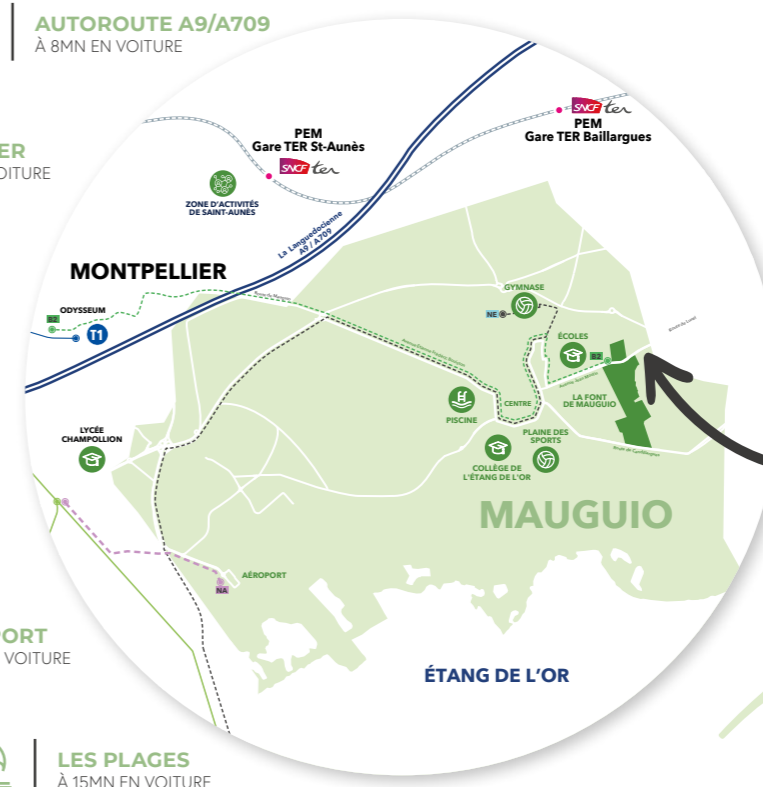 AUTOROUTE A9/A709
À 8MN EN VOITURE
SNCF ter
PEM
Gare TER Baillargues
PEM
Gare TER St-Aunès
SNCF ter
ER
OITURE
ZONE D'ACTIVITÉS
DE SAINT-AUNÈS
La Languedocienne
A9 / A709
MONTPELLIER
ODYSSEUM
B2
T1
GYMNASE
NE
ÉCOLES
B2
LA FONT
DE MAUGUIO
CENTRE
PISCINE
PLAINE DES
SPORTS
COLLÈGE DE
L'ÉTANG DE L'OR
LYCÉE
CHAMPOLLION
MAUGUIO
AÉROPORT
NA
PORT
VOITURE
ÉTANG DE L'OR
LES PLAGES
À 15MN EN VOITURE